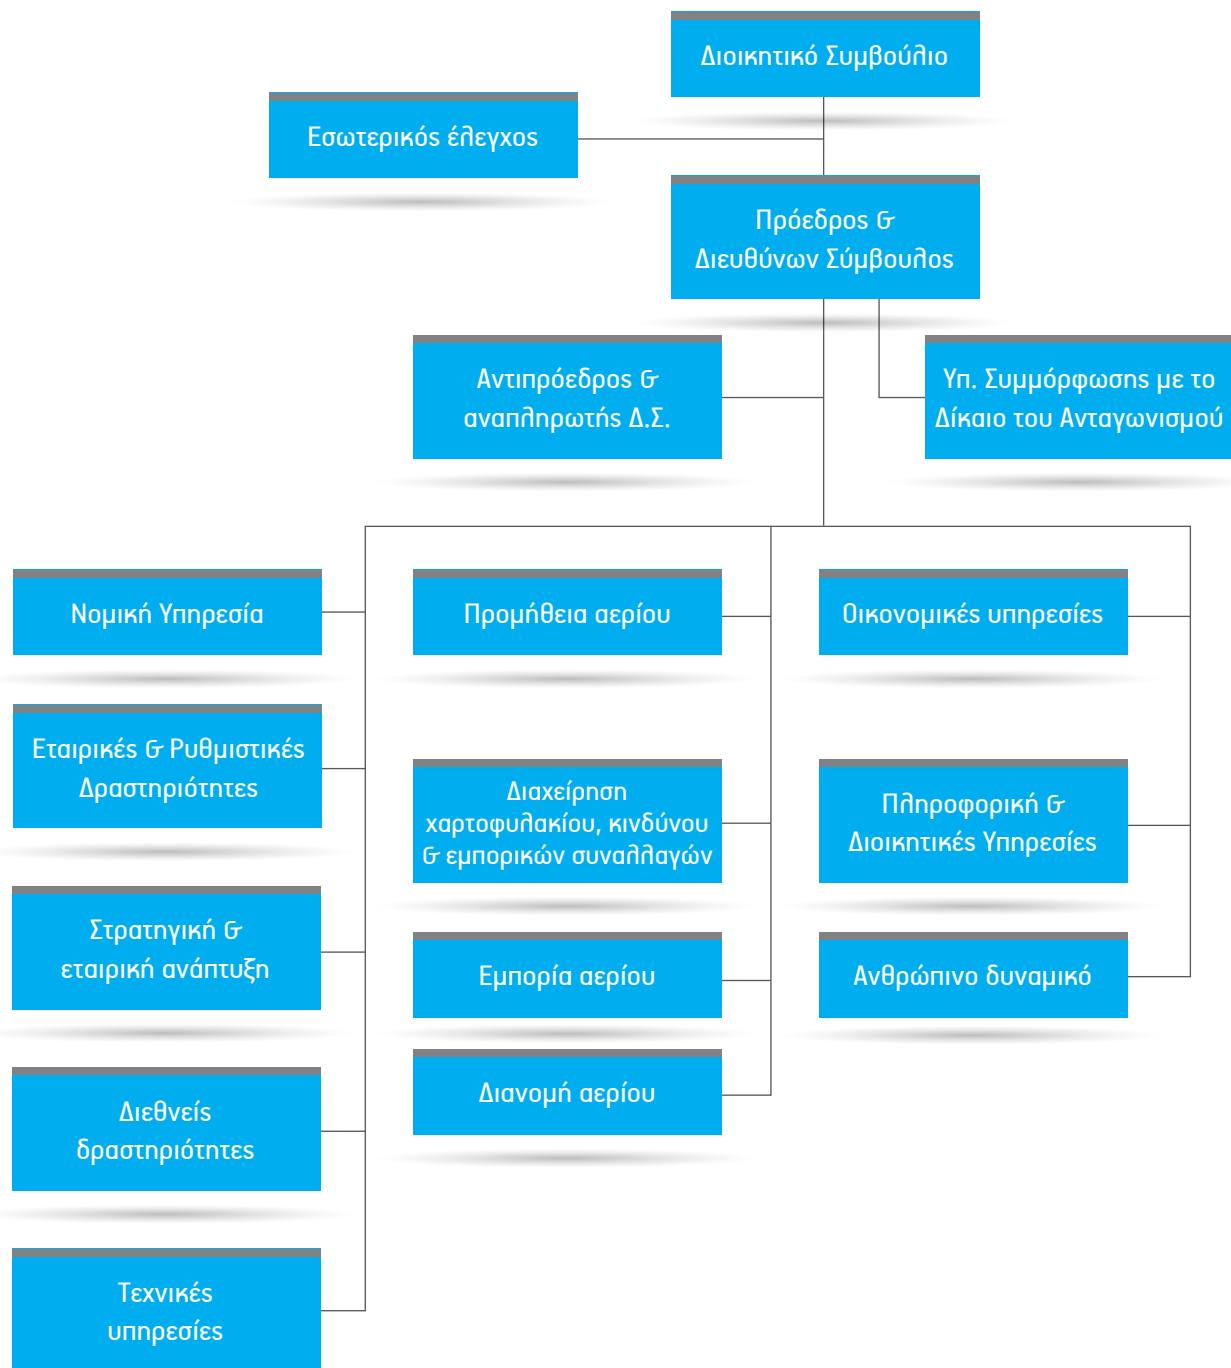 Διοικητικό Συμβούλιο
Εσωτερικός έλεγχος
Πρόεδρος &
Διευθύνων Σύμβουλος
Αντιπρόεδρος &
αναπληρωτής Δ.Σ.
Υπ. Συμμόρφωσης με το
Δίκαιο του Ανταγωνισμού
Νομική Υπηρεσία
Εταιρικές & Ρυθμιστικές
Δραστηριότητες
Στρατηγική &
εταιρική ανάπτυξη
Διεθνείς
δραστηριότητες
Τεχνικές
υπηρεσίες
Προμήθεια αερίου
Διαχείρηση
χαρτοφυλακίου, κινδύνου
& εμπορικών συναλλαγών
Εμπορία αερίου
Διανομή αερίου
Οικονομικές υπηρεσίες
Πληροφορική &
Διοικητικές Υπηρεσίες
Ανθρώπινο δυναμικό